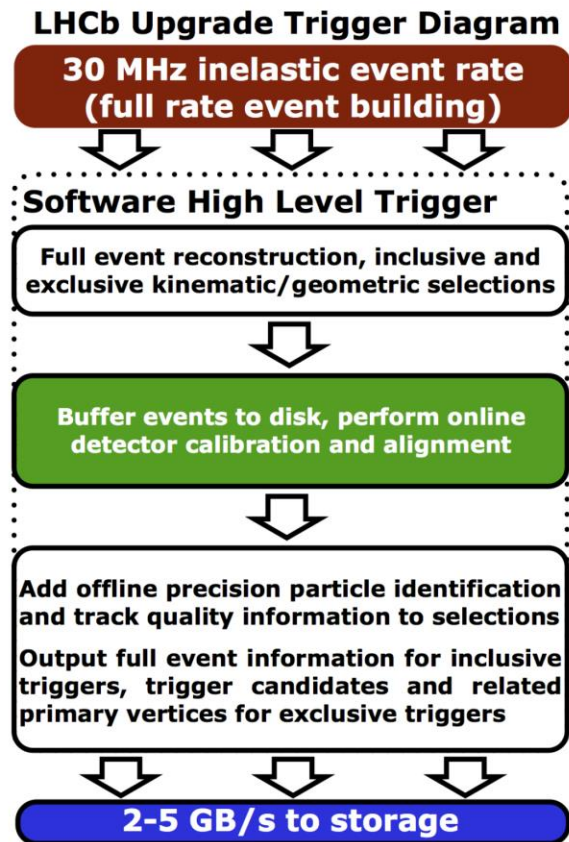 LHCb Upgrade Trigger Diagram
30 MHz inelastic event rate
(full rate event building)
Software High Level Trigger
Full event reconstruction, inclusive and
exclusive kinematic/geometric selections
Buffer events to disk, perform online
detector calibration and alignment
Add offline precision particle identification
and track quality information to selections
Output full event information for inclusive
triggers, trigger candidates and related
primary vertices for exclusive triggers
2-5 GB/s to storage